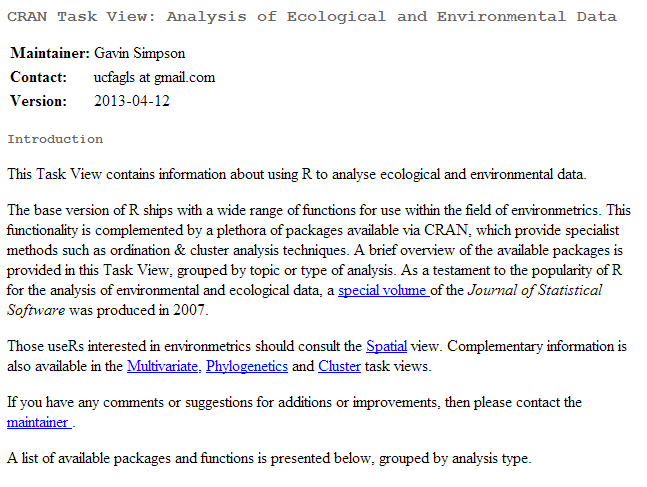 CRAN Task View: Analysis of Ecological and Environmental Data
Maintainer: Gavin Simpson
Contact: ucfagls at gmail.com
Version: 2013-04-12
Introduction
This Task View contains information about using R to analyse ecological and environmental data.
The base version of R ships with a wide range of functions for use within the field of environmetrics. This
functionality is complemented by a plethora of packages available via CRAN, which provide specialist
methods such as ordination & cluster analysis techniques. A brief overview of the available packages is
provided in this Task View, grouped by topic or type of analysis. As a testament to the popularity of R
for the analysis of environmental and ecological data, a special volume of the Journal of Statistical
Software was produced in 2007.
Those useRs interested in environmetrics should consult the Spatial view. Complementary information is
also available in the Multivariate, Phylogenetics and Cluster task views.
If you have any comments or suggestions for additions or improvements, then please contact the
maintainer .
A list of available packages and functions is presented below, grouped by analysis type.